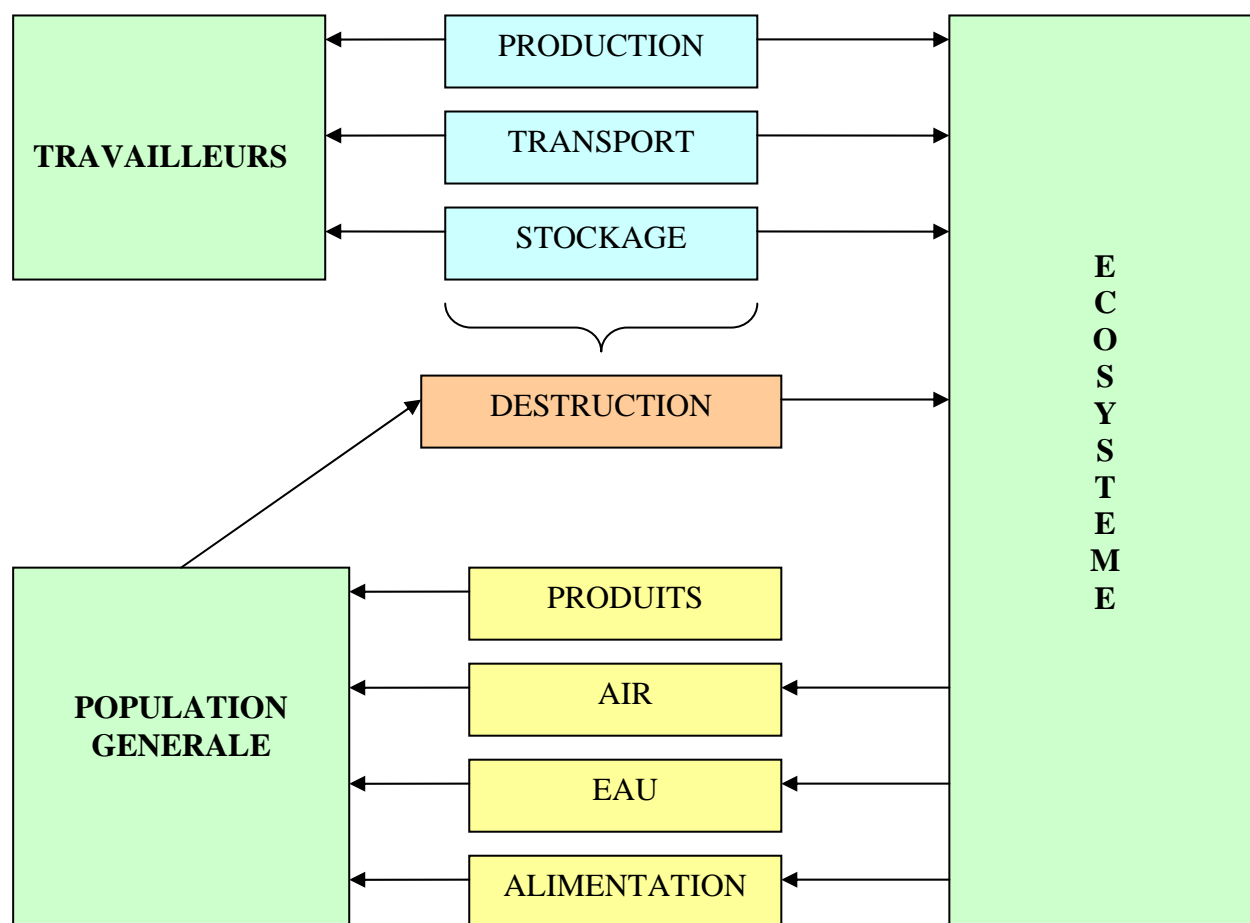 PRODUCTION
TRANSPORT
TRAVAILLEURS
STOCKAGE
DESTRUCTION
E
C
O
S
Y
S
T
E
M
E
PRODUITS
AIR
POPULATION
GENERALE
EAU
ALIMENTATION